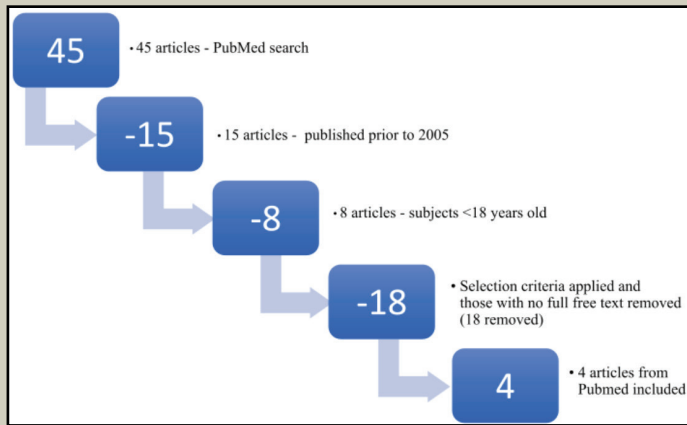 45
• 45 articles - PubMed search
-15
• 15 articles -  published prior to 2005
-8
• 8 articles - subjects <18 years old
-18
• Selection criteria applied and
those with no full free text removed
(18 removed)
4
• 4 articles from
Pubmed included